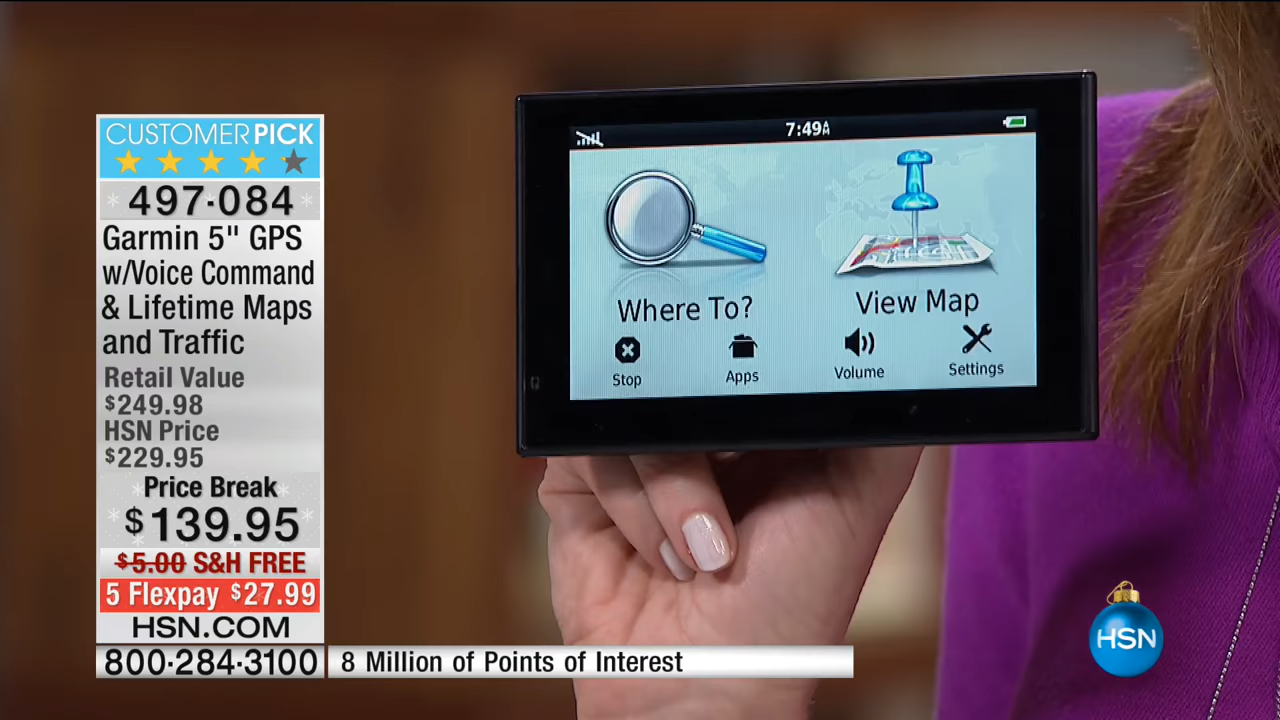 CUSTOMER PICK
497·084
Garmin 5" GPS
w/Voice Command
& Lifetime Maps
and Traffic
Retail Value
$249.98
HSN Price
$229.95
Price Break
$139.95
$5.00 S&H FREE
5 Flexpay $27.99
HSN.COM
800·284·3100
8 Million of Points of Interest
7:49A
Where To?
View Map
Stop
Apps
Volume
Settings
HSN